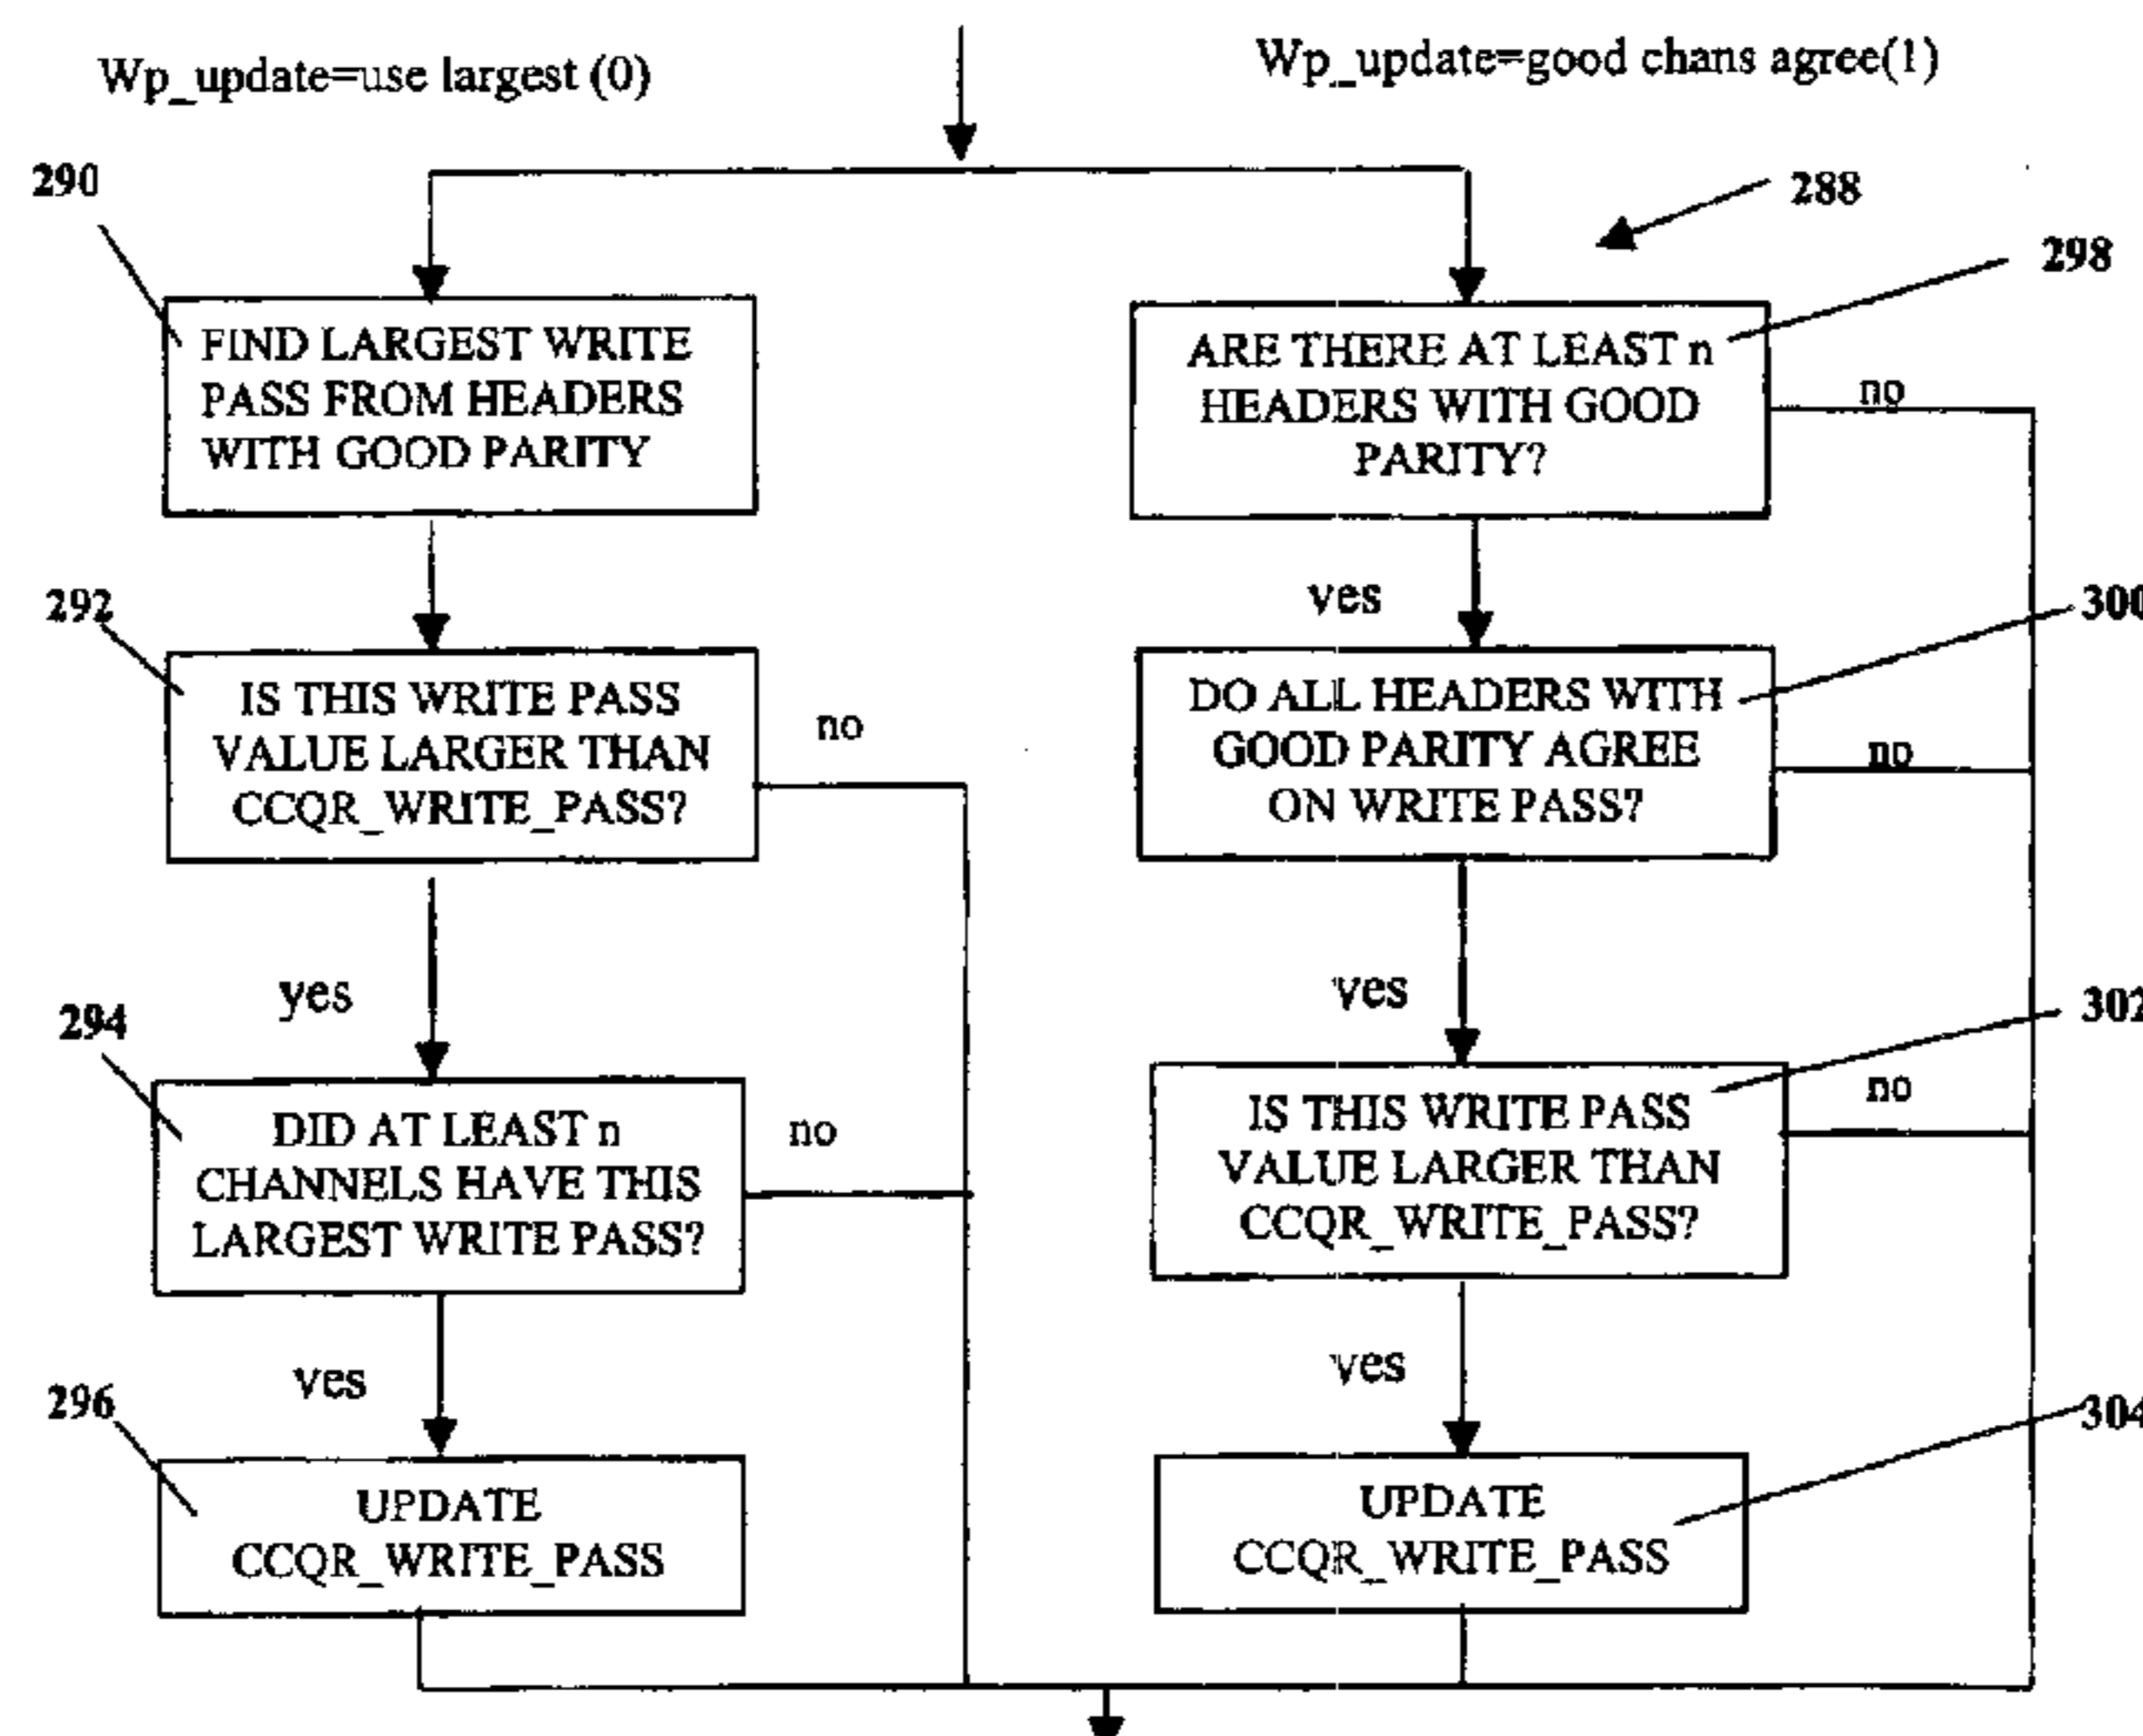 Wp_update=use largest (0)
Wp_update=good chans agree(1)
290
288
298
FIND LARGEST WRITE
PASS FROM HEADERS
WITH GOOD PARITY
ARE THERE AT LEAST n
HEADERS WITH GOOD
PARITY?
no
yes
292
300
IS THIS WRITE PASS
VALUE LARGER THAN
CCQR_WRITE_PASS?
no
DO ALL HEADERS WITH
GOOD PARITY AGREE
ON WRITE PASS?
no
yes
yes
294
302
DID AT LEAST n
CHANNELS HAVE THIS
LARGEST WRITE PASS?
no
IS THIS WRITE PASS
VALUE LARGER THAN
CCQR_WRITE_PASS?
no
yes
yes
296
304
UPDATE
CCQR_WRITE_PASS
UPDATE
CCQR_WRITE_PASS